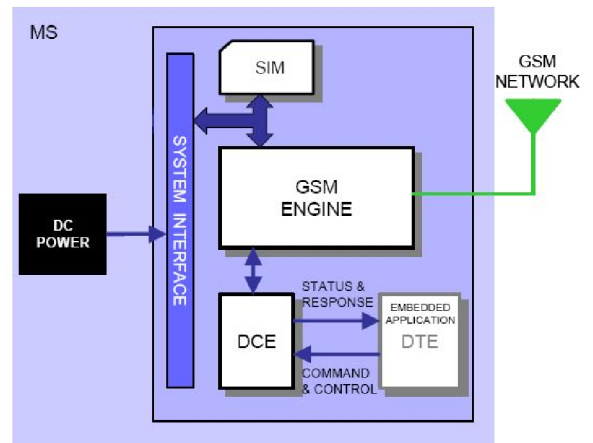 MS
SIM
GSM
NETWORK
SYSTEM INTERFACE
GSM
ENGINE
DC
POWER
STATUS &
RESPONSE
EMBEDDED
APPLICATION
DTE
DCE
COMMAND
& CONTROL